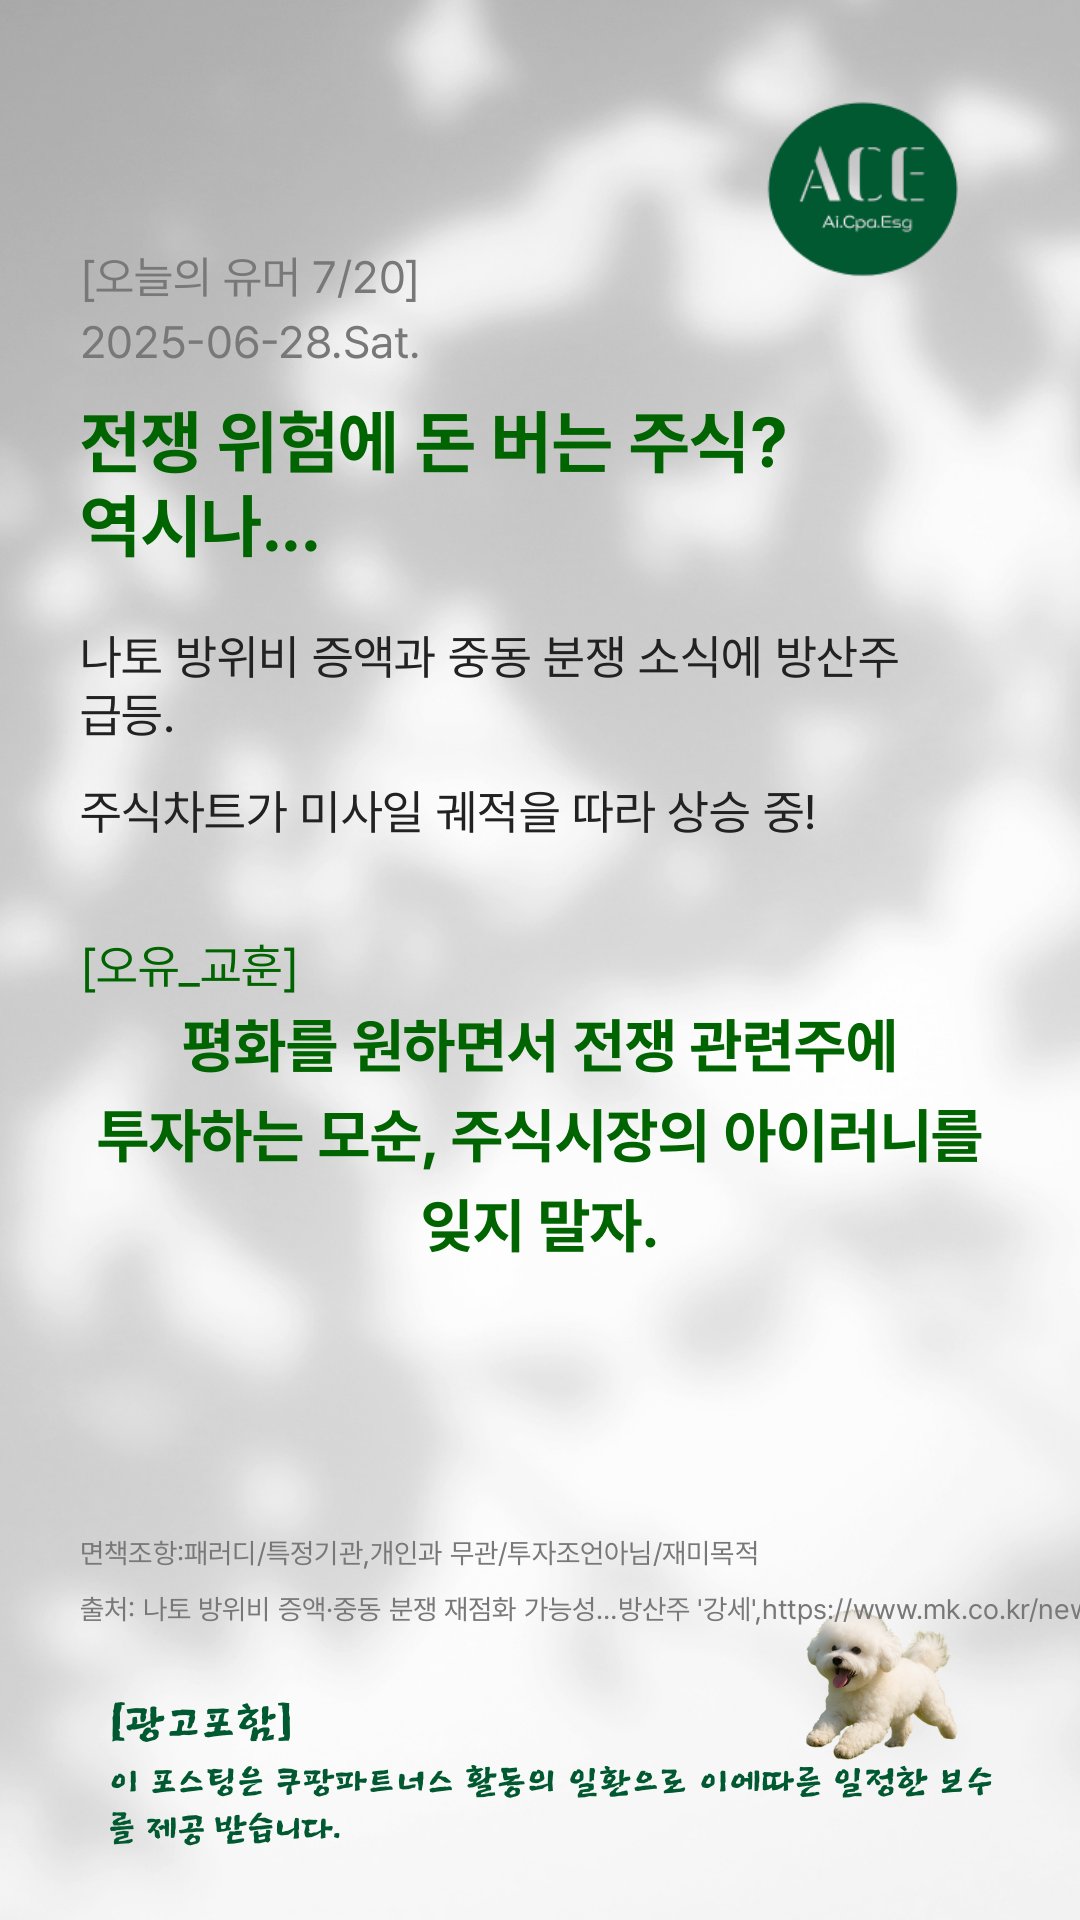 ACE
Ai.Cpa.Esg
[오늘의 유머 7/20]
2025-06-28.Sat.
전쟁 위험에 돈 버는 주식?
역시나...
나토 방위비 증액과 중동 분쟁 소식에 방산주
급등.
주식차트가 미사일 궤적을 따라 상승 중!
[오유_교훈]
평화를 원하면서 전쟁 관련주에
투자하는 모순, 주식시장의 아이러니를
잊지 말자.
면책조항:패러디/특정기관,개인과 무관/투자조언아님/재미목적
출처: 나토 방위비 증액·중동 분쟁 재점화 가능성...방산주 '강세',https://www.mk.co.kr/new
[광고포함]
이 포스팅은 쿠팡파트너스 활동의 일환으로 이에따른 일정한 보수
를 제공 받습니다.